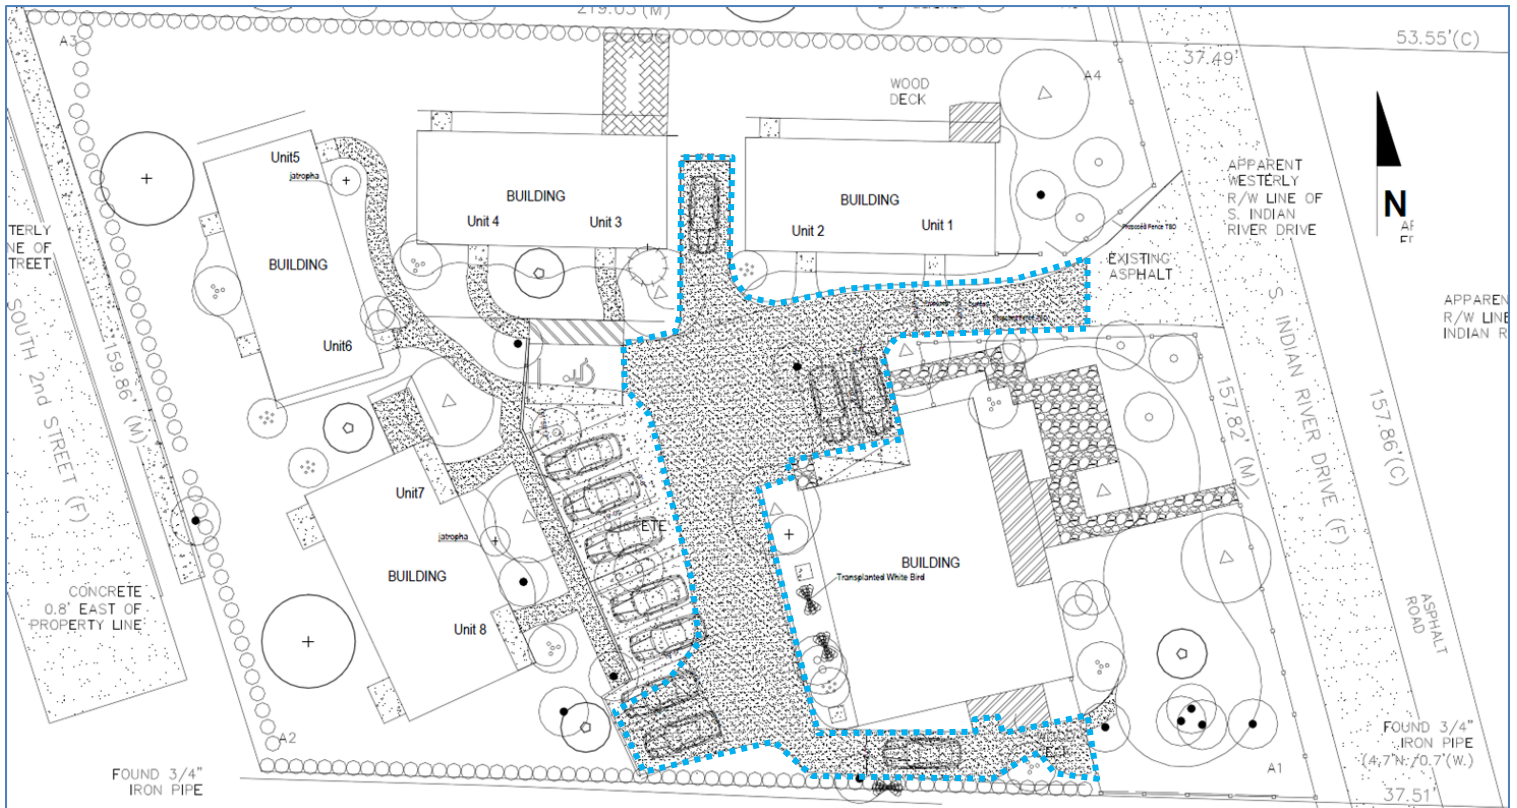 219.05'(M)
53.55'(C)
A3
37.49'
WOOD
DECK
A4
N
APPARENT
WESTERLY
R/W LINE OF
S. INDIAN
RIVER DRIVE
Unit5
jatropha
BUILDING
Unit 4
Unit 3
BUILDING
Unit 2
Unit 1
Proposed Fence TBD
EXISTING
ASPHALT
TERLY
NE OF
TREET
BUILDING
Unit6
APPAREN
R/W LINE
INDIAN R
SOUTH 2nd STREET (F)
159.86' (M)
S INDIAN RIVER DRIVE (F)
157.82' (M)
157.86'(C)
Unit7
jatropha
BUILDING
Unit 8
ETE
BUILDING
Transplanted White Bird
CONCRETE
0.8' EAST OF
PROPERTY LINE
ASPHALT
ROAD
A2
FOUND 3/4"
IRON PIPE
FOUND 3/4"
IRON PIPE
(4.7'N./0.7'(W.)
A1
37.51'